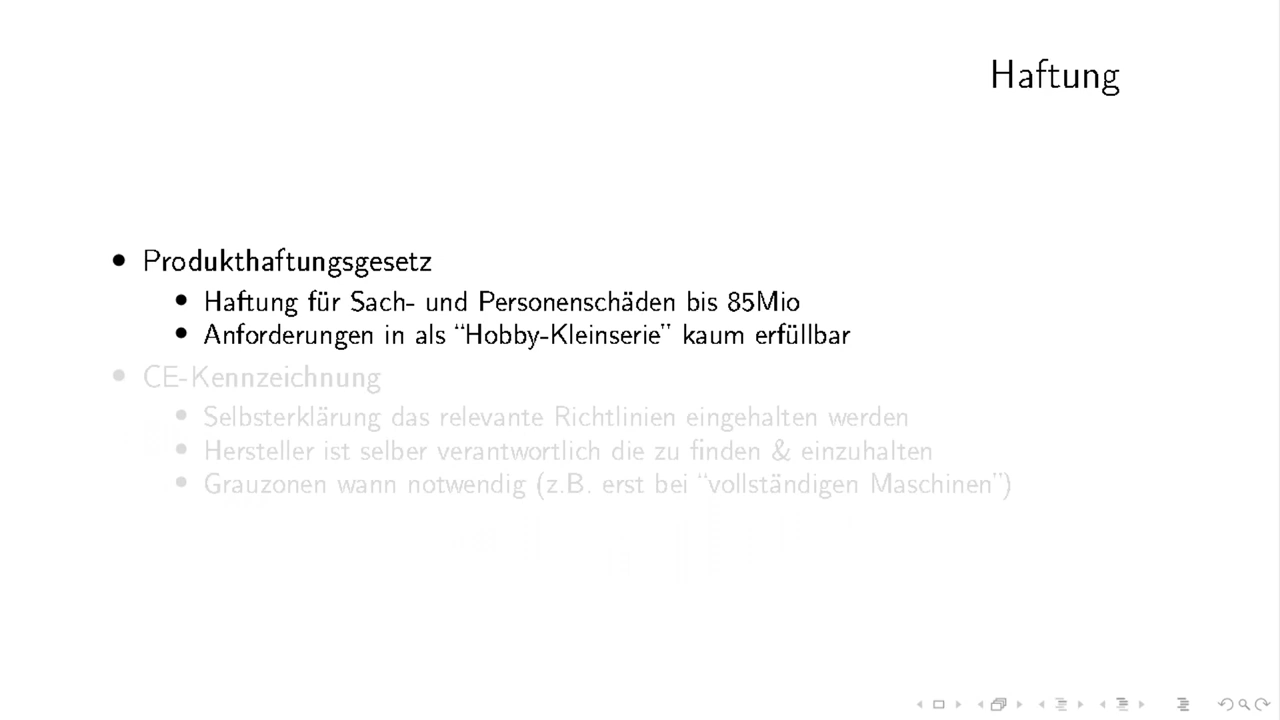 Haftung
• Produkthaftungsgesetz
• Haftung für Sach- und Personenschäden bis 85Mio
• Anforderungen in als “Hobby-Kleinserie” kaum erfüllbar
• CE-Kennzeichnung
• Selbsterklärung das relevante Richtlinien eingehalten werden
• Hersteller ist selber verantwortlich die zu finden & einzuhalten
• Grauzonen wann notwendig (z.B. erst bei “vollständigen Maschinen”)